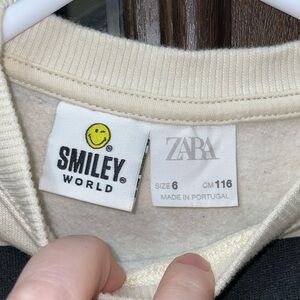 SMILEY®
WORLD
ZARA
SIZE 6 CM 116
MADE IN PORTUGAL